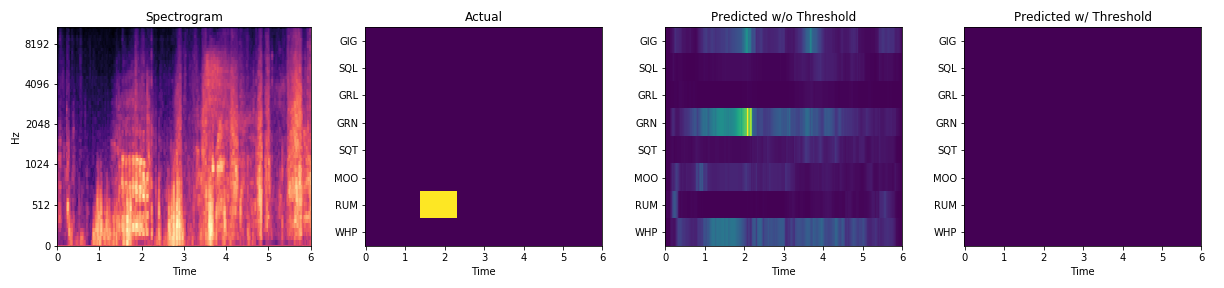 Spectrogram
8192
4096
2048
1024
512
0
Hz
0 1 2 3 4 5 6
Time
Actual
GIG
SQL
GRL
GRN
SQT
MOO
RUM
WHP
0 1 2 3 4 5 6
Time
Predicted w/o Threshold
GIG
SQL
GRL
GRN
SQT
MOO
RUM
WHP
0 1 2 3 4 5 6
Time
Predicted w/ Threshold
GIG
SQL
GRL
GRN
SQT
MOO
RUM
WHP
0 1 2 3 4 5 6
Time